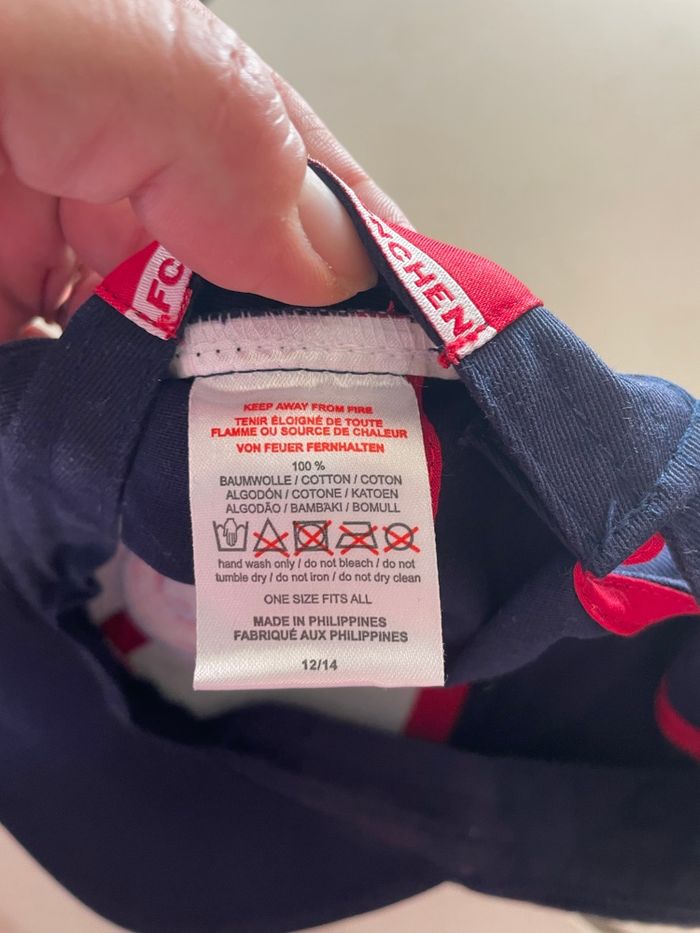 FC
NCHEN
KEEP AWAY FROM FIRE
TENIR ÉLOIGNÉ DE TOUTE
FLAMME OU SOURCE DE CHALEUR
VON FEUER FERNHALTEN
100 %
BAUMWOLLE / COTTON / COTON
ALGODÓN / COTONE / KATOEN
ALGODÃO / BAMBAKI / BOMULL
hand wash only / do not bleach / do not
tumble dry / do not iron / do not dry clean
ONE SIZE FITS ALL
MADE IN PHILIPPINES
FABRIQUÉ AUX PHILIPPINES
12/14